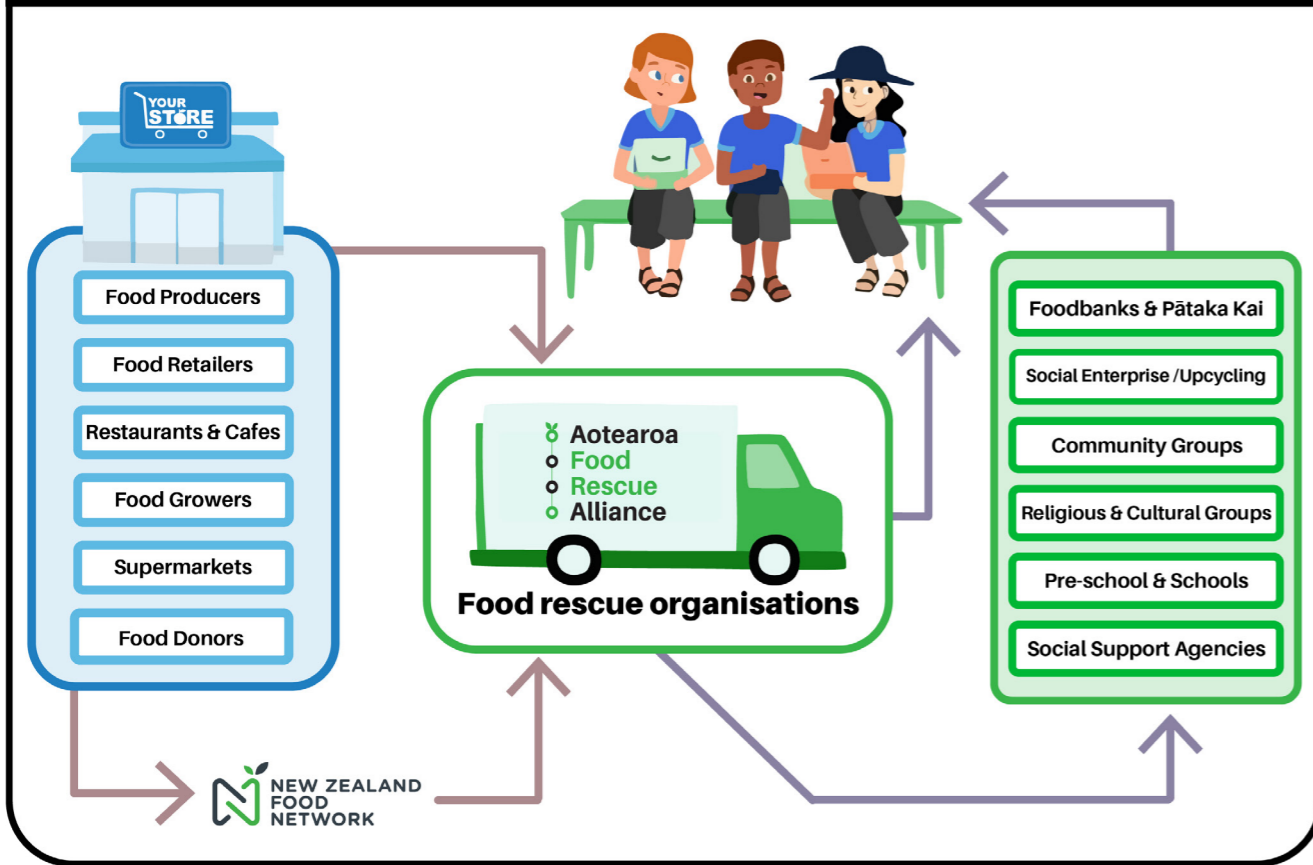 YOUR
STORE
Food Producers
Food Retailers
Restaurants & Cafes
Food Growers
Supermarkets
Food Donors
NEW ZEALAND
FOOD
NETWORK
Aotearoa
Food
Rescue
Alliance
Food rescue organisations
Foodbanks & Pātaka Kai
Social Enterprise /Upcycling
Community Groups
Religious & Cultural Groups
Pre-school & Schools
Social Support Agencies